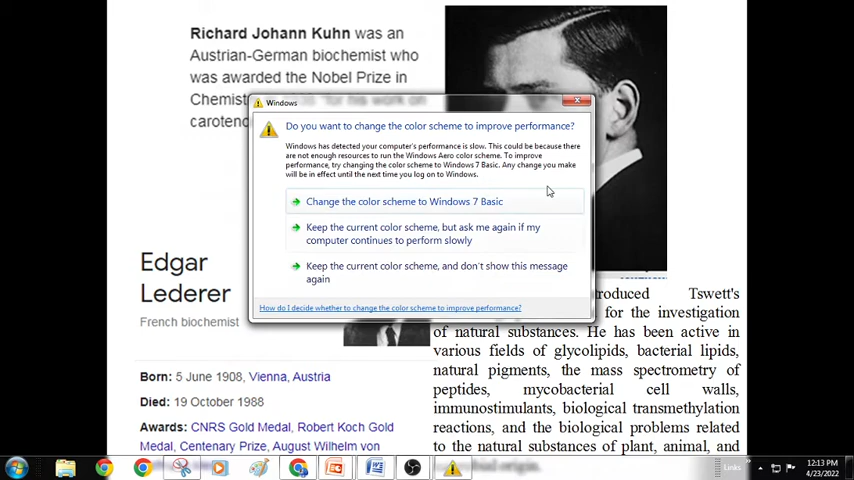 Richard Johann Kuhn was an
Austrian-German biochemist who
was awarded the Nobel Prize in
Chemist
caroten
Windows
Do you want to change the color scheme to improve performance?
Windows has detected your computer's performance is slow. This could be because
there are not enough resources to run the Windows Aero color scheme. To improve
performance, try changing the color scheme to Windows 7 Basic. Any change you make
will be in effect until the next time you log on to Windows.
Change the color scheme to Windows 7 Basic
Keep the current color scheme, but ask me again if my
computer continues to perform slowly
Keep the current color scheme, and don't show this message
again
How do I decide whether to change the color scheme to improve performance?
Edgar
Lederer
French biochemist
Born: 5 June 1908, Vienna, Austria
Died: 19 October 1988
Awards: CNRS Gold Medal, Robert Koch Gold
Medal, Centenary Prize, August Wilhelm von
roduced Tswett's
for the investigation
of natural substances. He has been active in
various fields of glycolipids, bacterial lipids,
natural pigments, the mass spectrometry of
peptides, mycobacterial cell walls,
immunostimulants, biological transmethylation
reactions, and the biological problems related
to the natural substances of plant, animal, and
origin.
Links
12:13 PM
4/23/2022